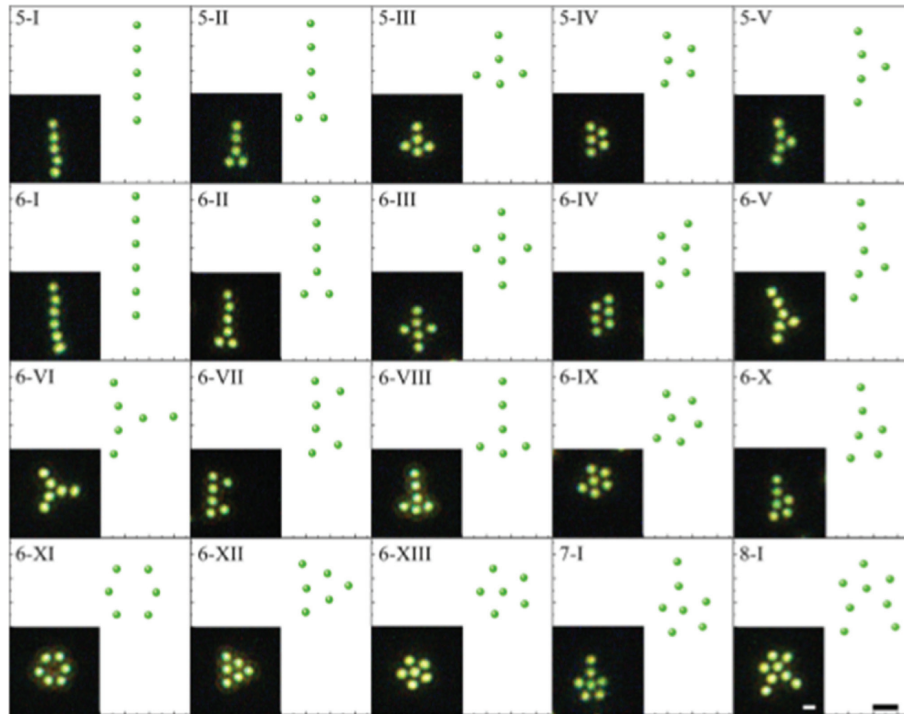 5-I 5-II 5-III 5-IV 5-V
6-I 6-II 6-III 6-IV 6-V
6-VI 6-VII 6-VIII 6-IX 6-X
6-XI 6-XII 6-XIII 7-I 8-I